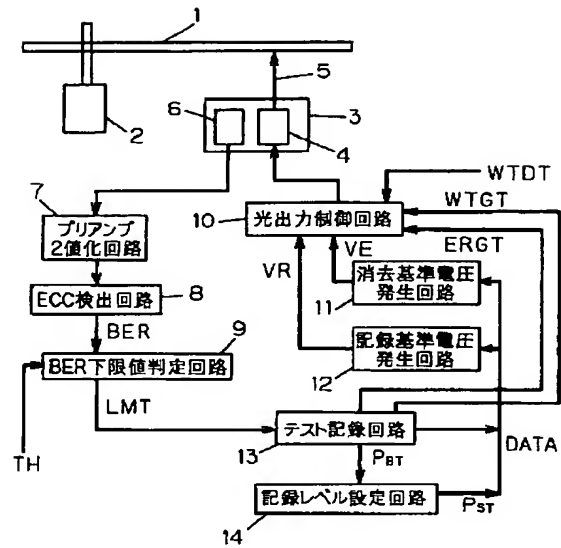 1
5
6
3
2
4
WTDT
7
プリアンプ
2値化回路
10
光出力制御回路
WTGT
ERGT
VR
VE
消去基準電圧
発生回路
11
ECC検出回路
8
BER
9
記録基準電圧
発生回路
12
BER下限値判定回路
LMT
TH
テスト記録回路
13
DATA
PBT
記録レベル設定回路
PST
14